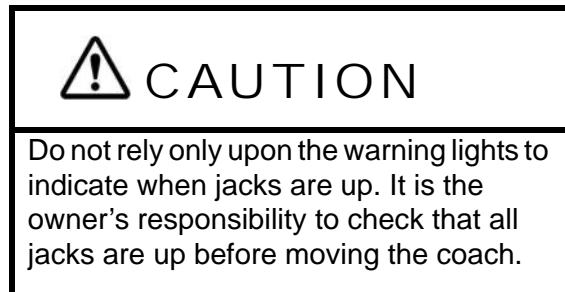 CAUTION
Do not rely only upon the warning lights to
indicate when jacks are up. It is the
owner’s responsibility to check that all
jacks are up before moving the coach.